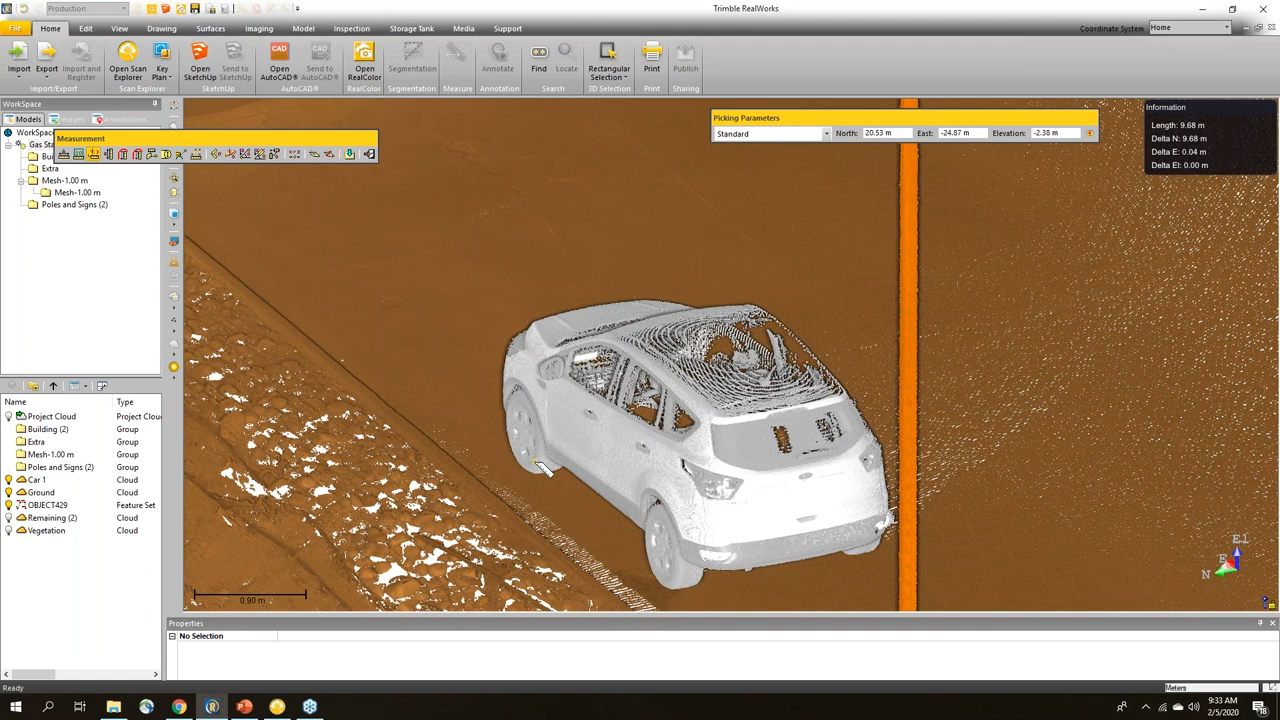 Production
Trimble RealWorks
File Home Edit View Drawing Surfaces Imaging Model Inspection Storage Tank Media Support
Coordinate System Home
Import Export Import and Register Open Scan Explorer Key Plan Open SketchUp Send to SketchUp Open AutoCAD® Send to AutoCAD® Open RealColor Segmentation Measure Annotate Find Locate Rectangular Selection Print Publish
Import/Export Scan Explorer SketchUp AutoCAD® RealColor Segmentation Measure Annotation Search 3D Selection Print Sharing
WorkSpace
Models Images Annotations
WorkSpace
Measurement
Gas Sta
Bui
Extra
Mesh-1.00 m
Mesh-1.00 m
Poles and Signs (2)
Picking Parameters
Standard North: 20.53 m East: -24.87 m Elevation: -2.38 m
Information
Length: 9.68 m
Delta N: 9.68 m
Delta E: 0.04 m
Delta El: 0.00 m
Name Type
Project Cloud Project Clou
Building (2) Group
Extra Group
Mesh-1.00 m Group
Poles and Signs (2) Group
Car 1 Cloud
Ground Cloud
OBJECT429 Feature Set
Remaining (2) Cloud
Vegetation Cloud
0.90 m
El
E
N
Properties
No Selection
Ready
Meters
9:33 AM
2/5/2020
18